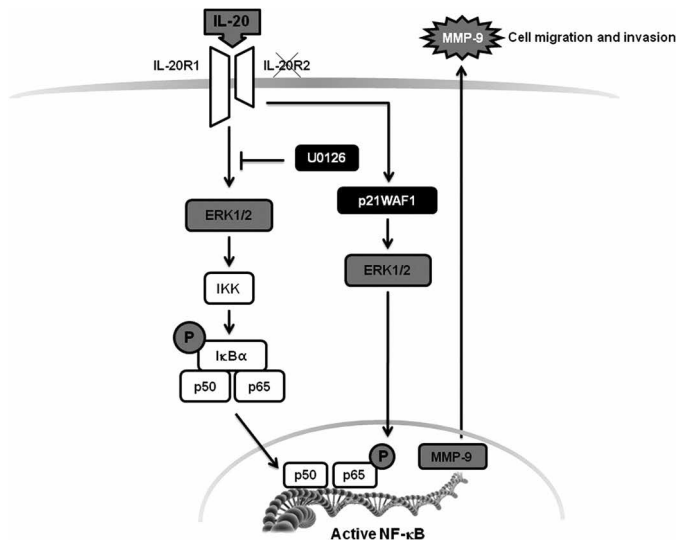 IL-20
MMP-9
Cell migration and invasion
IL-20R1
IL-20R2
U0126
p21WAF1
ERK1/2
ERK1/2
IKK
P
IκBα
p50
p65
P
MMP-9
p50
p65
Active NF-κB